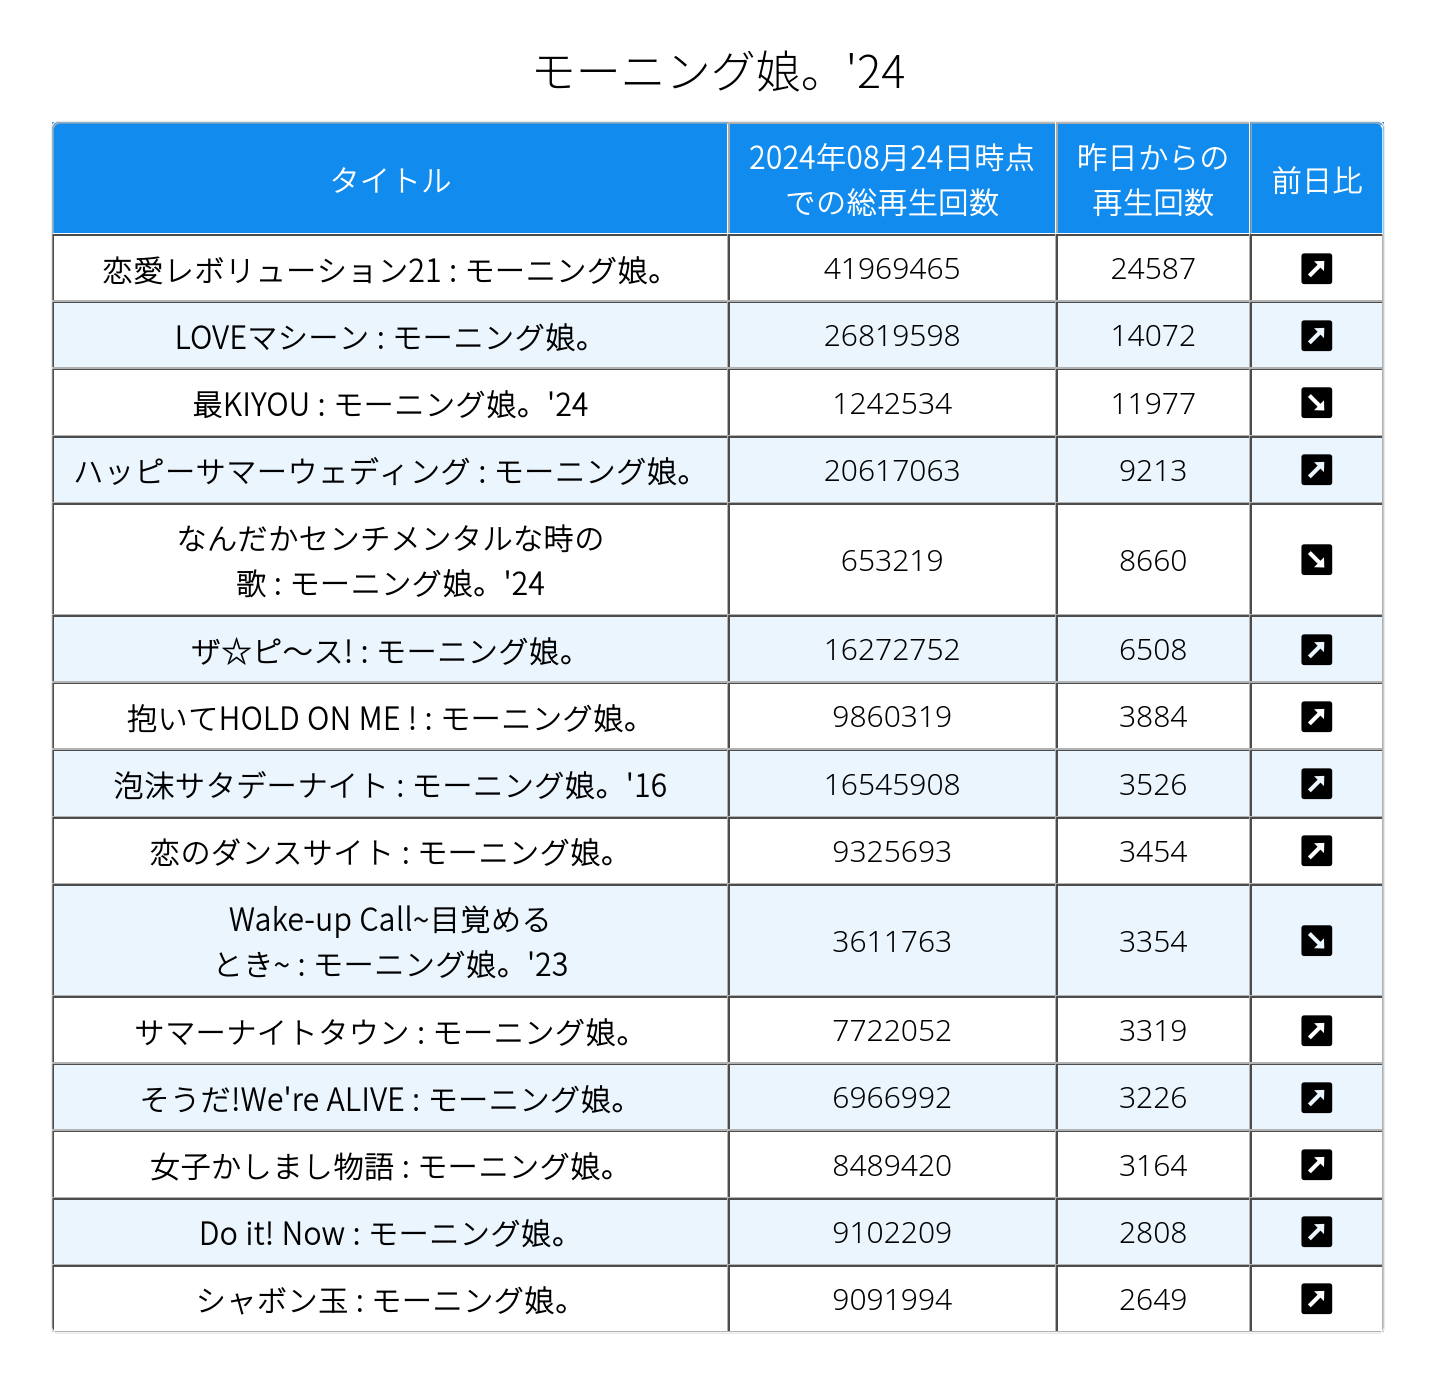 モーニング娘。'24
タイトル
2024年08月24日時点
での総再生回数
昨日からの
再生回数
前日比
恋愛レボリューション21 : モーニング娘。 41969465 24587
LOVEマシーン : モーニング娘。 26819598 14072
最KIYOU : モーニング娘。'24 1242534 11977
ハッピーサマーウェディング : モーニング娘。 20617063 9213
なんだかセンチメンタルな時の
歌 : モーニング娘。'24 653219 8660
ザ☆ピ〜ス! : モーニング娘。 16272752 6508
抱いてHOLD ON ME ! : モーニング娘。 9860319 3884
泡沫サタデーナイト : モーニング娘。'16 16545908 3526
恋のダンスサイト : モーニング娘。 9325693 3454
Wake-up Call~目覚める
とき~ : モーニング娘。'23 3611763 3354
サマーナイトタウン : モーニング娘。 7722052 3319
そうだ!We're ALIVE : モーニング娘。 6966992 3226
女子かしまし物語 : モーニング娘。 8489420 3164
Do it! Now : モーニング娘。 9102209 2808
シャボン玉 : モーニング娘。 9091994 2649